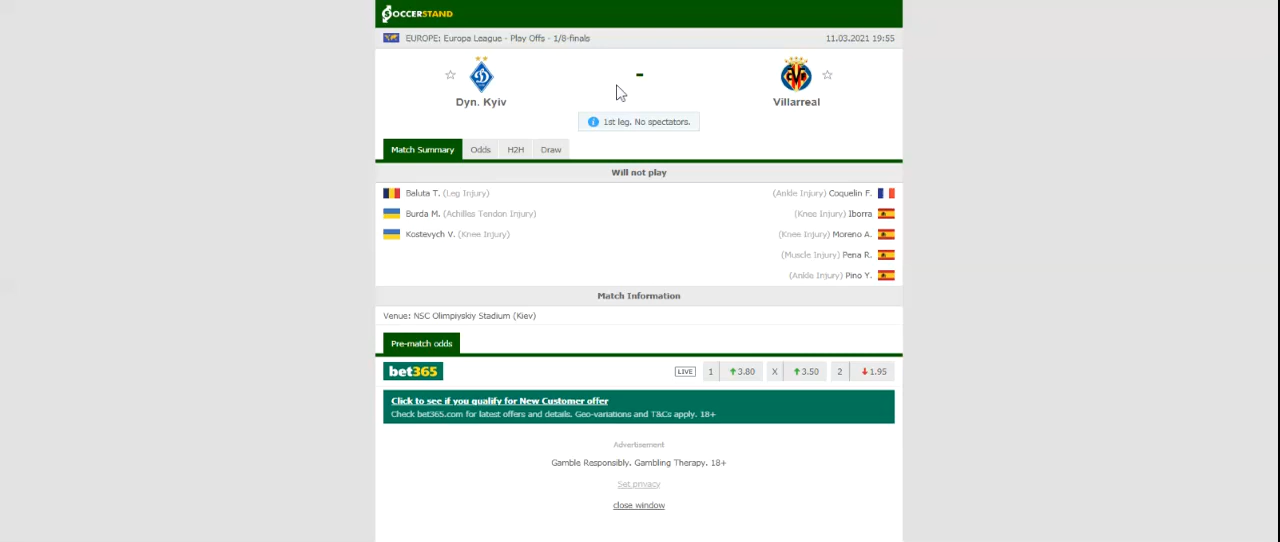 SOCCERSTAND
EUROPE: Europa League - Play Offs - 1/8-finals 11.03.2021 19:55
Dyn. Kyiv - Villarreal
1st leg. No spectators.
Match Summary Odds H2H Draw
Will not play
Baluta T. (Leg Injury) (Ankle Injury) Coquelin F.
Burda M. (Achilles Tendon Injury) (Knee Injury) Iborra
Kostevych V. (Knee Injury) (Knee Injury) Moreno A.
(Muscle Injury) Pena R.
(Ankle Injury) Pino Y.
Match Information
Venue: NSC Olimpiyskiy Stadium (Kiev)
Pre-match odds
bet365 LIVE 1 3.80 X 3.50 2 1.95
Click to see if you qualify for New Customer offer
Check bet365.com for latest offers and details. Geo-variations and T&Cs apply. 18+
Advertisement
Gamble Responsibly. Gambling Therapy. 18+
Set privacy
close window